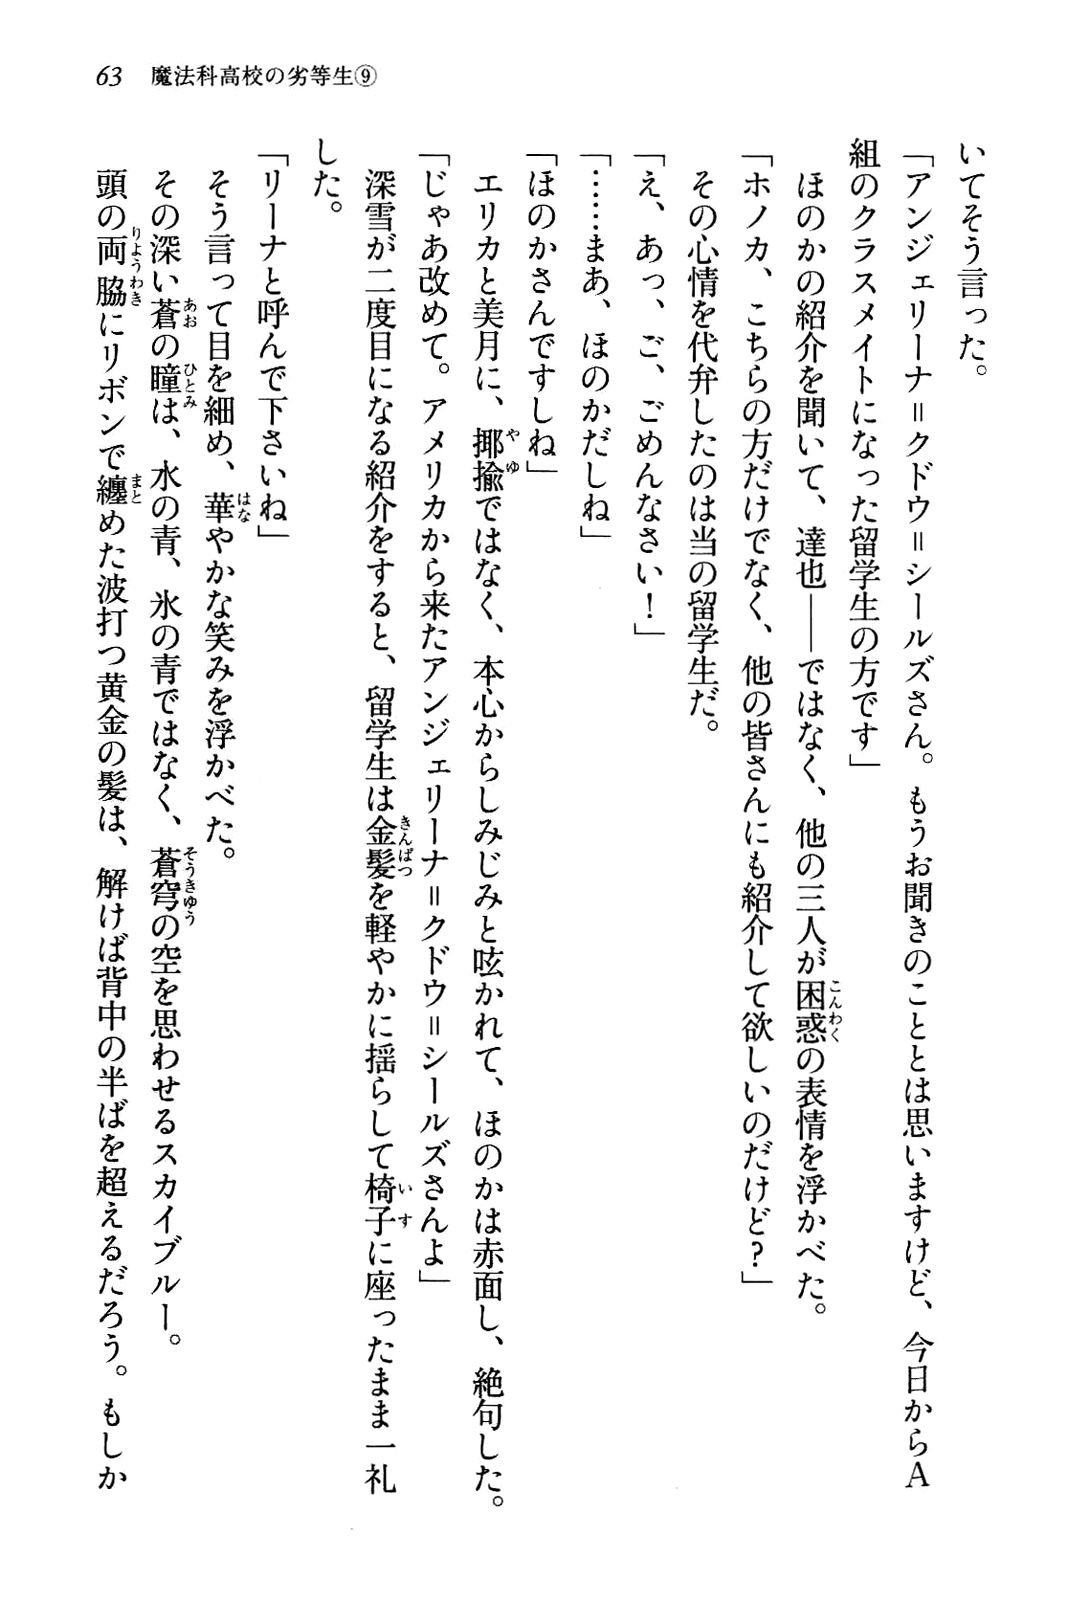 63 魔法科高校の劣等生⑨
いてそう言った。
「アンジェリーナ＝クドウ＝シールズさん。もうお聞きのこととは思いますけど、今日からＡ
組のクラスメイトになった留学生の方です」
　ほのかの紹介を聞いて、達也――ではなく、他の三人が困惑の表情を浮かべた。
「ホノカ、こちらの方だけでなく、他の皆さんにも紹介して欲しいのだけど？」
　その心情を代弁したのは当の留学生だ。
「え、あっ、ご、ごめんなさい！」
「……まあ、ほのかだしね」
「ほのかさんですしね」
　エリカと美月に、揶揄ではなく、本心からしみじみと呟かれて、ほのかは赤面し、絶句した。
「じゃあ改めて。アメリカから来たアンジェリーナ＝クドウ＝シールズさんよ」
　深雪が二度目になる紹介をすると、留学生は金髪を軽やかに揺らして椅子に座ったまま一礼
した。
「リーナと呼んで下さいね」
　そう言って目を細め、華やかな笑みを浮かべた。
　その深い蒼の瞳は、水の青、氷の青ではなく、蒼穹の空を思わせるスカイブルー。
　頭の両脇にリボンで纏めた波打つ黄金の髪は、解けば背中の半ばを超えるだろう。もしか